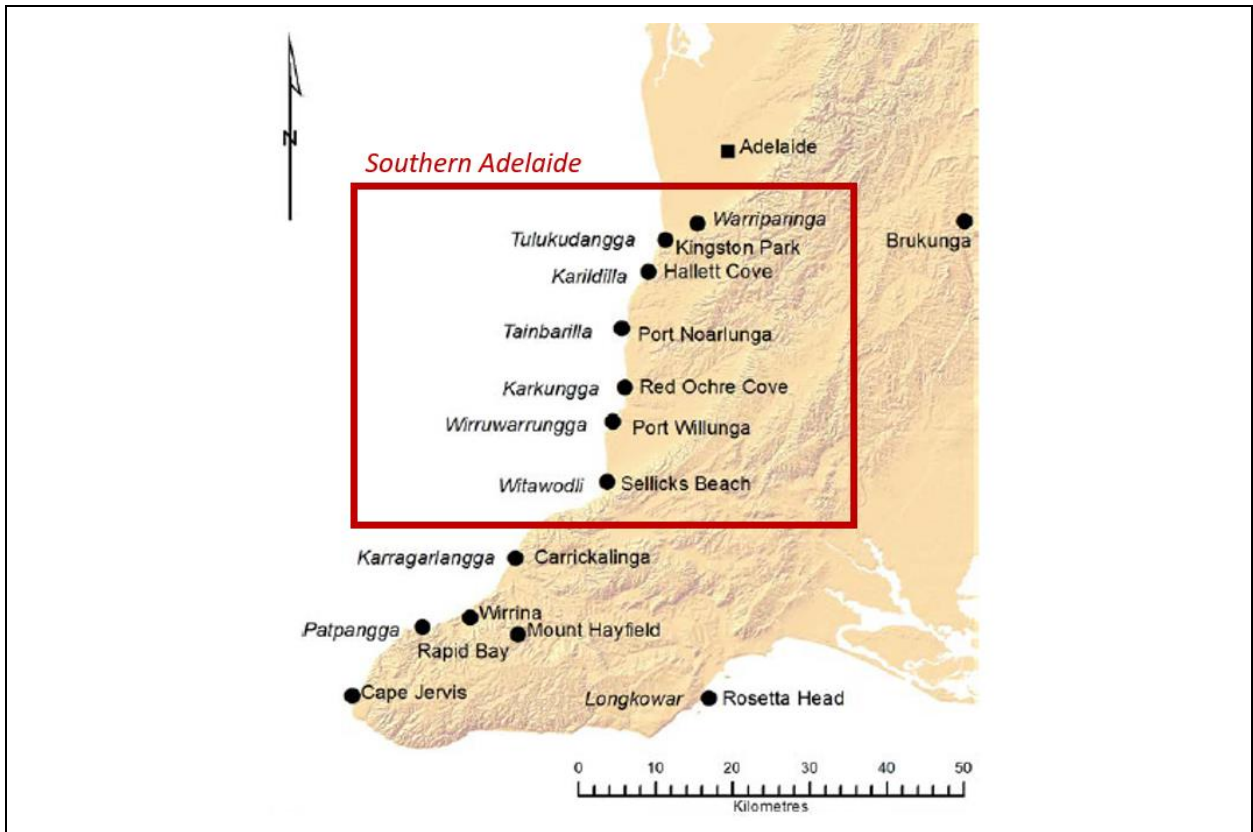 N
Adelaide
Southern Adelaide
Warriparinga
Tulukudangga
Kingston Park
Brukunga
Karildilla
Hallett Cove
Tainbarilla
Port Noarlunga
Karkungga
Red Ochre Cove
Wirruwarrungga
Port Willunga
Witawodli
Sellicks Beach
Karragarlangga
Carrickalinga
Wirrina
Patpangga
Mount Hayfield
Rapid Bay
Cape Jervis
Longkowar
Rosetta Head
0 10 20 30 40 50
Kilometres